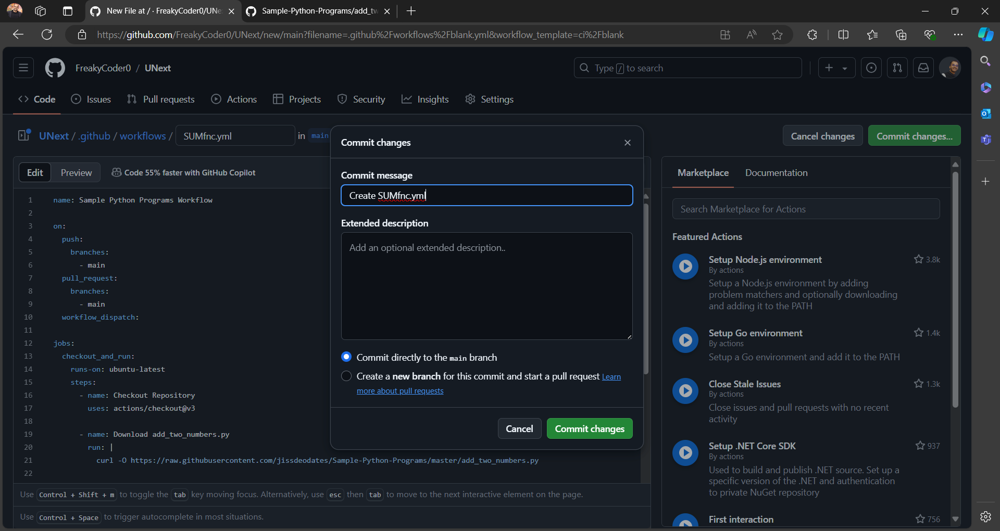 New File at / · FreakyCoder0/UNe
Sample-Python-Programs/add_tw
https://github.com/FreakyCoder0/UNext/new/main?filename=.github%2Fworkflows%2Fblank.yml&workflow_template=ci%2Fblank
FreakyCoder0 / UNext
Type / to search
Code
Issues
Pull requests
Actions
Projects
Security
Insights
Settings
UNext / .github / workflows / SUMfnc.yml in main
Cancel changes
Commit changes...
Edit
Preview
Code 55% faster with GitHub Copilot
1 name: Sample Python Programs Workflow
2
3 on:
4 push:
5 branches:
6 - main
7 pull_request:
8 branches:
9 - main
10 workflow_dispatch:
11
12 jobs:
13 checkout_and_run:
14 runs-on: ubuntu-latest
15 steps:
16 - name: Checkout Repository
17 uses: actions/checkout@v3
18
19 - name: Download add_two_numbers.py
20 run: |
21 curl -O https://raw.githubusercontent.com/jissdeodates/Sample-Python-Programs/master/add_two_numbers.py
22
Use Control + Shift + m to toggle the tab key moving focus. Alternatively, use esc then tab to move to the next interactive element on the page.
Use Control + Space to trigger autocomplete in most situations.
Commit changes
Commit message
Create SUMfnc.yml
Extended description
Add an optional extended description..
Commit directly to the main branch
Create a new branch for this commit and start a pull request Learn
more about pull requests
Cancel
Commit changes
Marketplace
Documentation
Search Marketplace for Actions
Featured Actions
Setup Node.js environment
3.8k
By actions
Setup a Node.js environment by adding
problem matchers and optionally downloading
and adding it to the PATH
Setup Go environment
1.4k
By actions
Setup a Go environment and add it to the PATH
Close Stale Issues
1.3k
By actions
Close issues and pull requests with no recent
activity
Setup .NET Core SDK
937
By actions
Used to build and publish .NET source. Set up a
specific version of the .NET and authentication
to private NuGet repository
First interaction
756